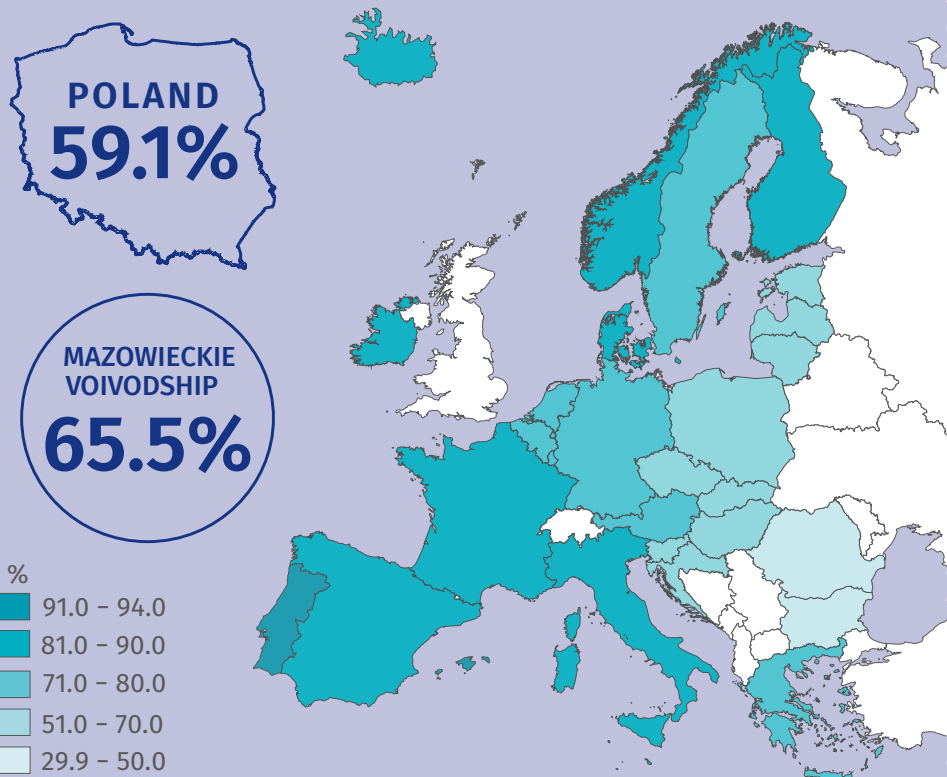 POLAND
59.1%
MAZOWIECKIE
VOIVODSHIP
65.5%
%
91.0 – 94.0
81.0 – 90.0
71.0 – 80.0
51.0 – 70.0
29.9 – 50.0